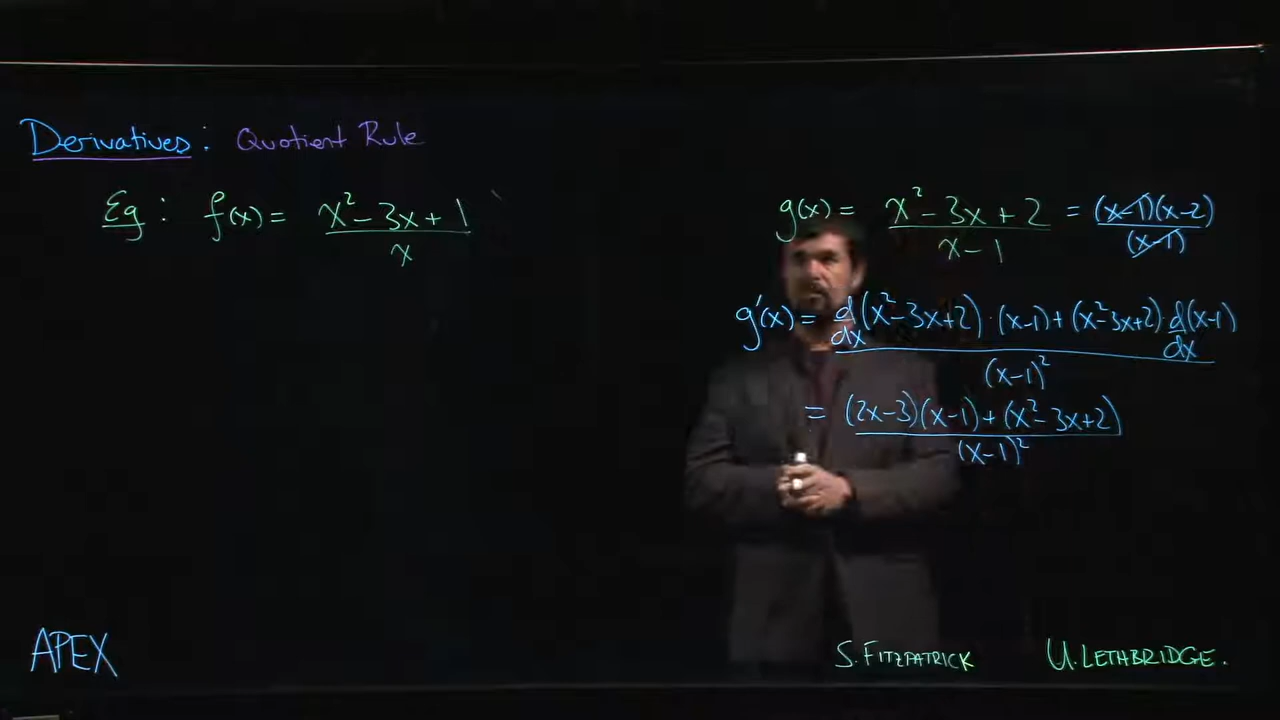 Derivatives: Quotient Rule
Eg: f(x) = (x² - 3x + 1)/x
g(x) = (x² - 3x + 2)/(x - 1) = (x-1)(x-2)/(x-1)
g'(x) = (d/dx(x² - 3x + 2)·(x-1) + (x² - 3x + 2)·d/dx(x-1))/(x-1)²
= ((2x-3)(x-1) + (x² - 3x + 2))/(x-1)²
APEX
S. FITZPATRICK U. LETHBRIDGE.